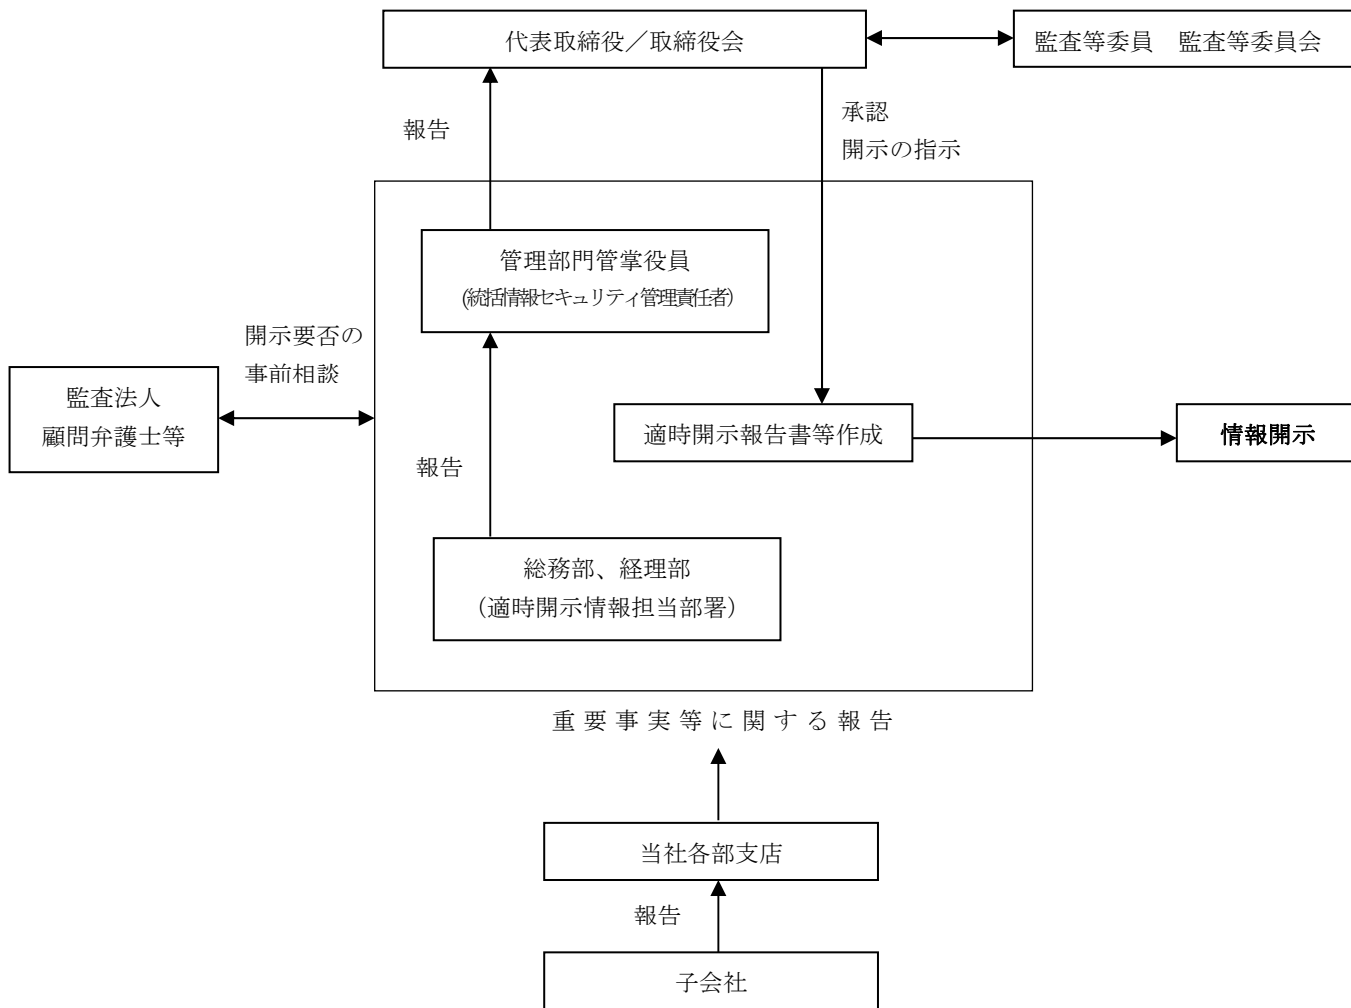 代表取締役／取締役会
監査等委員　監査等委員会
報告
承認
開示の指示
管理部門管掌役員
(統括情報セキュリティ管理責任者)
開示要否の
事前相談
監査法人
顧問弁護士等
適時開示報告書等作成
情報開示
報告
総務部、経理部
（適時開示情報担当部署）
重要事実等に関する報告
当社各部支店
報告
子会社